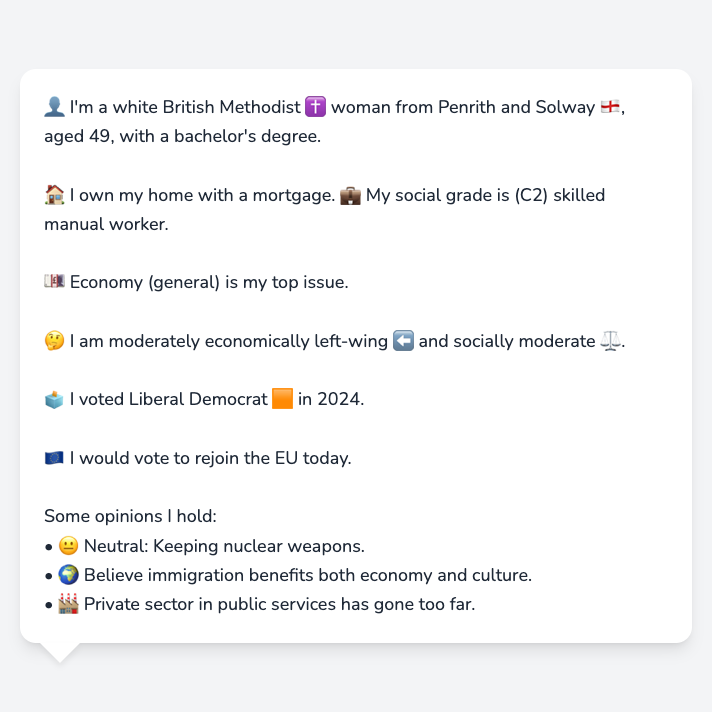 👤 I'm a white British Methodist ✝️ woman from Penrith and Solway 🏴󠁧󠁢󠁥󠁮󠁧󠁿,
aged 49, with a bachelor's degree.
🏠 I own my home with a mortgage. 💼 My social grade is (C2) skilled
manual worker.
💷 Economy (general) is my top issue.
🤔 I am moderately economically left-wing ⬅️ and socially moderate ⚖️.
🗳️ I voted Liberal Democrat 🟧 in 2024.
🇪🇺 I would vote to rejoin the EU today.
Some opinions I hold:
• 😐 Neutral: Keeping nuclear weapons.
• 🌍 Believe immigration benefits both economy and culture.
• 🏭 Private sector in public services has gone too far.